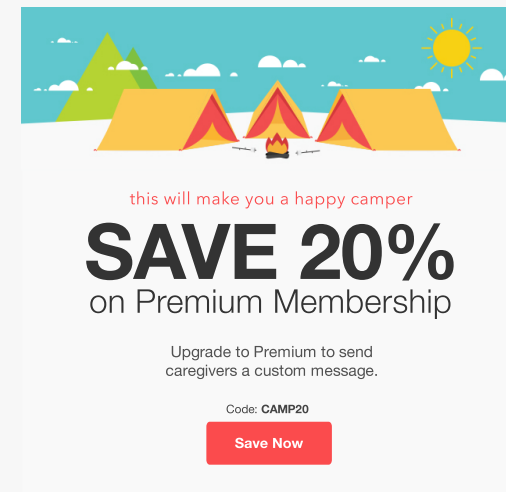 this will make you a happy camper
SAVE 20%
on Premium Membership
Upgrade to Premium to send
caregivers a custom message.
Code: CAMP20
Save Now